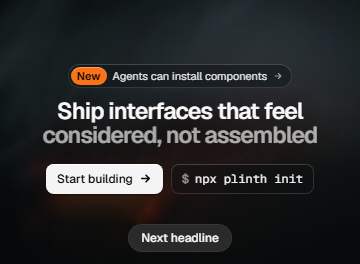 New Agents can install components →
Ship interfaces that feel
considered, not assembled
Start building → $ npx plinth init
Next headline